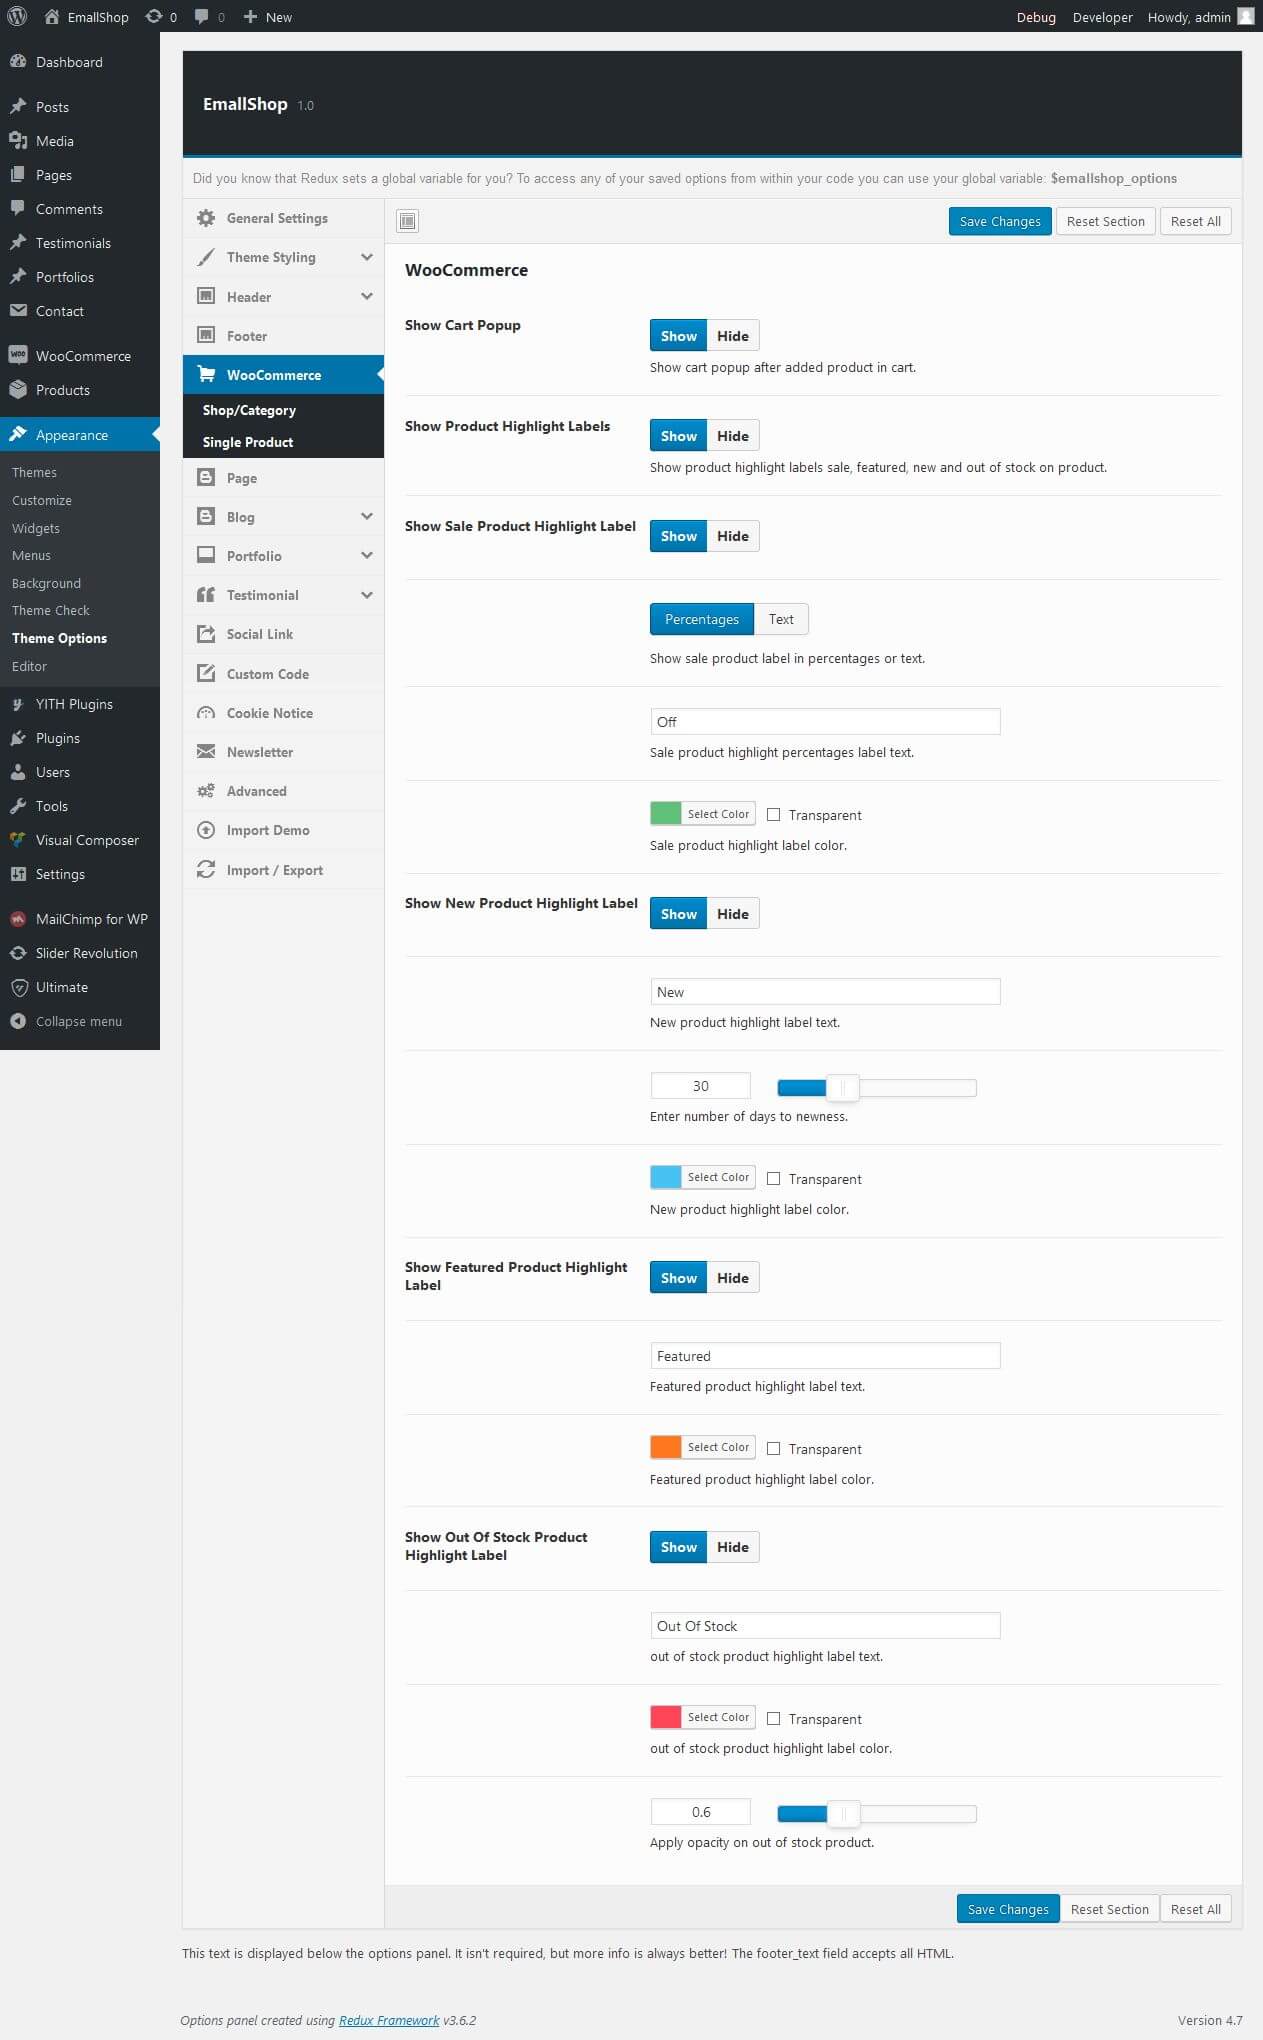 EmallShop 0 0 New Debug Developer Howdy, admin
Dashboard
Posts
Media
Pages
Comments
Testimonials
Portfolios
Contact
WooCommerce
Products
Appearance
Themes
Customize
Widgets
Menus
Background
Theme Check
Theme Options
Editor
YITH Plugins
Plugins
Users
Tools
Visual Composer
Settings
MailChimp for WP
Slider Revolution
Ultimate
Collapse menu
EmallShop 1.0
Did you know that Redux sets a global variable for you? To access any of your saved options from within your code you can use your global variable: $emallshop_options
General Settings
Theme Styling
Header
Footer
WooCommerce
Shop/Category
Single Product
Page
Blog
Portfolio
Testimonial
Social Link
Custom Code
Cookie Notice
Newsletter
Advanced
Import Demo
Import / Export
Save Changes Reset Section Reset All
WooCommerce
Show Cart Popup Show Hide
Show cart popup after added product in cart.
Show Product Highlight Labels Show Hide
Show product highlight labels sale, featured, new and out of stock on product.
Show Sale Product Highlight Label Show Hide
Percentages Text
Show sale product label in percentages or text.
Off
Sale product highlight percentages label text.
Select Color Transparent
Sale product highlight label color.
Show New Product Highlight Label Show Hide
New
New product highlight label text.
30
Enter number of days to newness.
Select Color Transparent
New product highlight label color.
Show Featured Product Highlight
Label
Show Hide
Featured
Featured product highlight label text.
Select Color Transparent
Featured product highlight label color.
Show Out Of Stock Product
Highlight Label
Show Hide
Out Of Stock
out of stock product highlight label text.
Select Color Transparent
out of stock product highlight label color.
0.6
Apply opacity on out of stock product.
Save Changes Reset Section Reset All
This text is displayed below the options panel. It isn't required, but more info is always better! The footer_text field accepts all HTML.
Options panel created using Redux Framework v3.6.2
Version 4.7